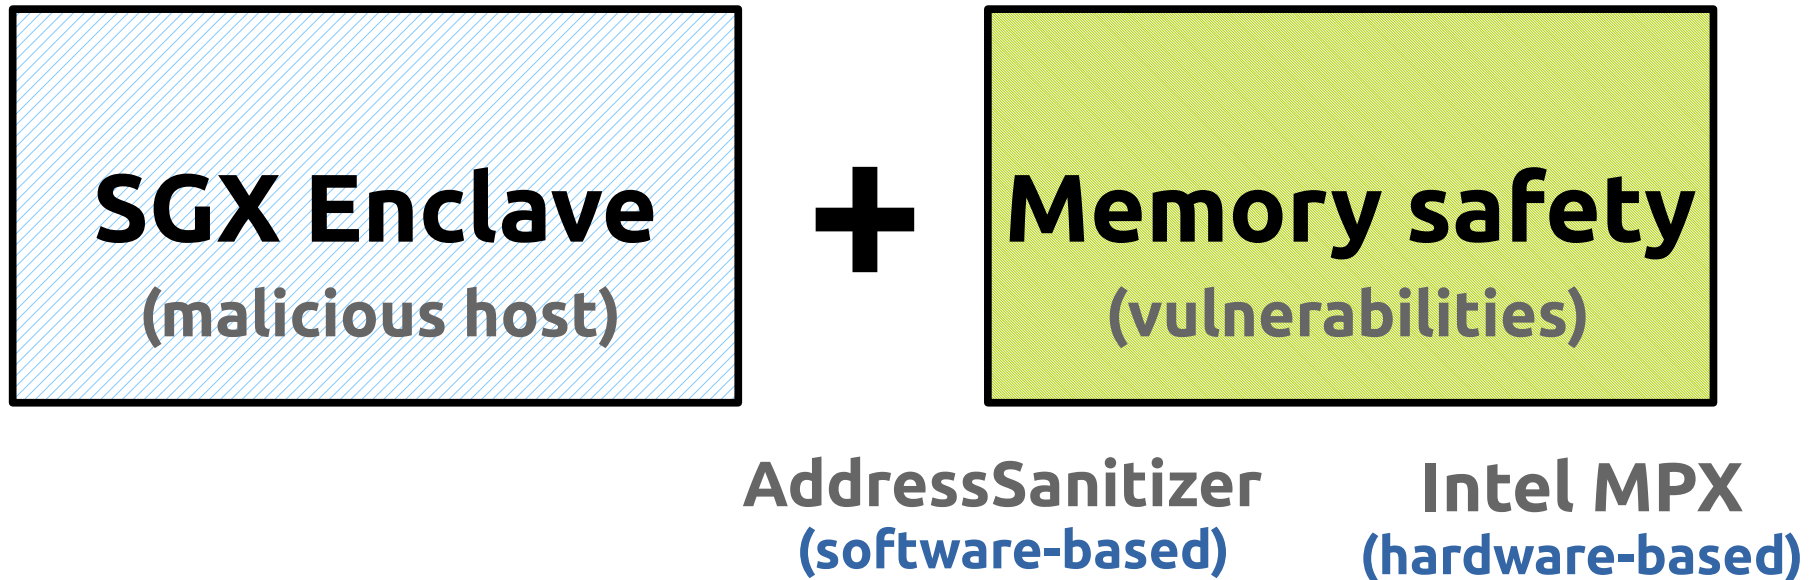 SGX Enclave
(malicious host)
+
Memory safety
(vulnerabilities)
AddressSanitizer
(software-based)
Intel MPX
(hardware-based)